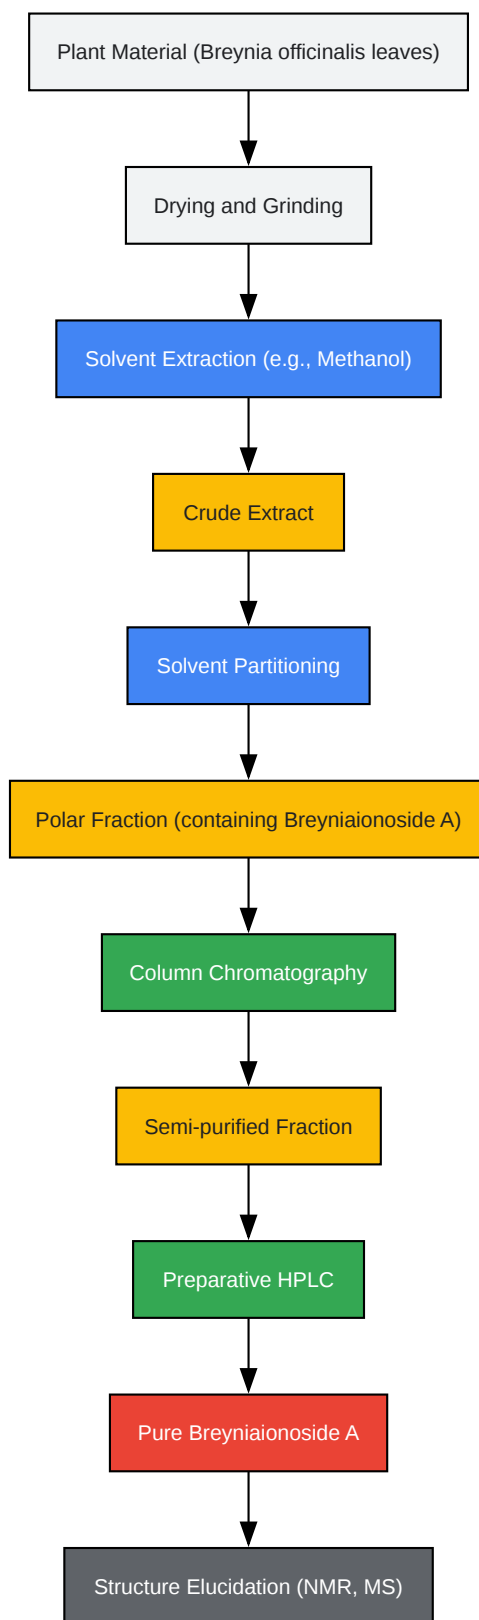 Plant Material (Breynia officinalis leaves)
Drying and Grinding
Solvent Extraction (e.g., Methanol)
Crude Extract
Solvent Partitioning
Polar Fraction (containing Breyniaionoside A)
Column Chromatography
Semi-purified Fraction
Preparative HPLC
Pure Breyniaionoside A
Structure Elucidation (NMR, MS)